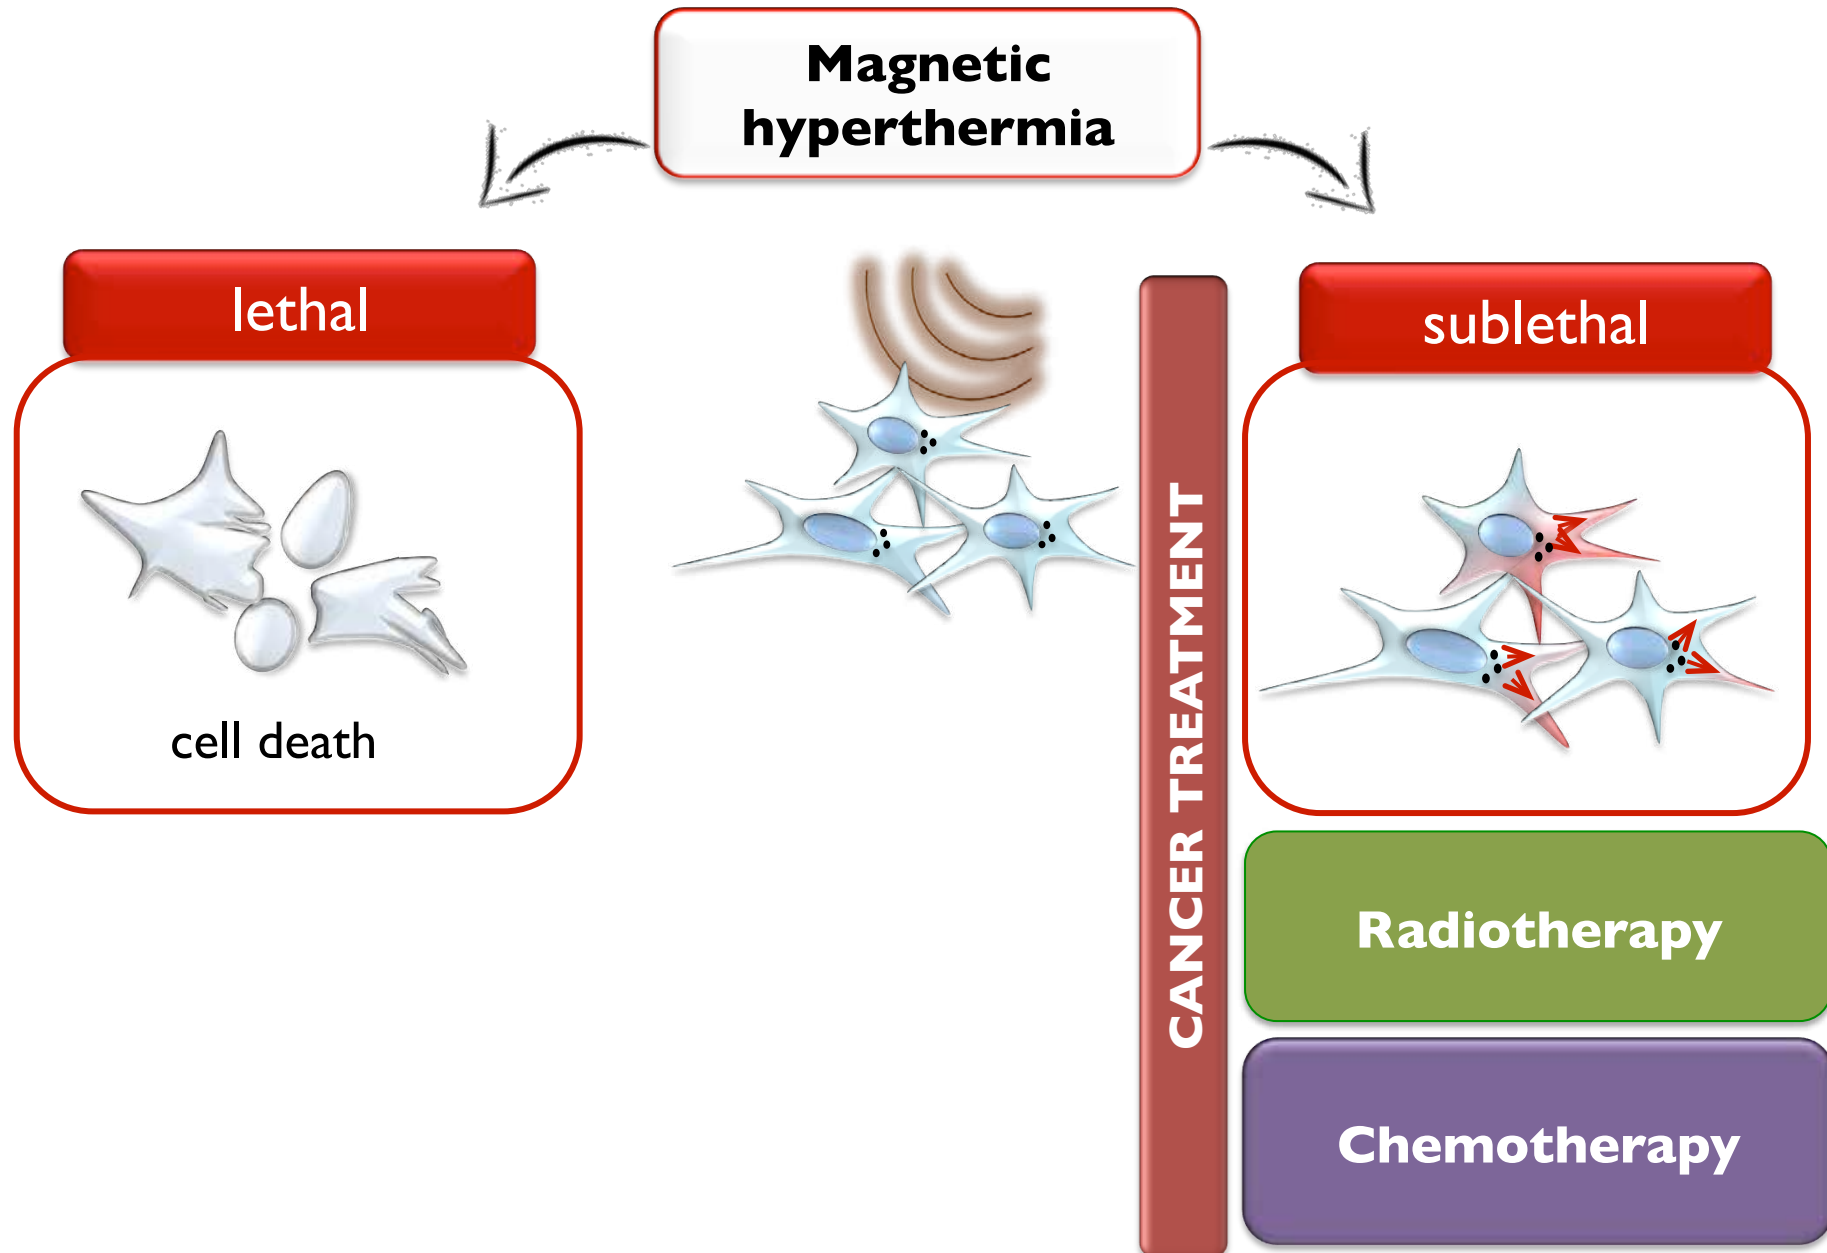 Magnetic
hyperthermia
lethal
cell death
CANCER TREATMENT
sublethal
Radiotherapy
Chemotherapy